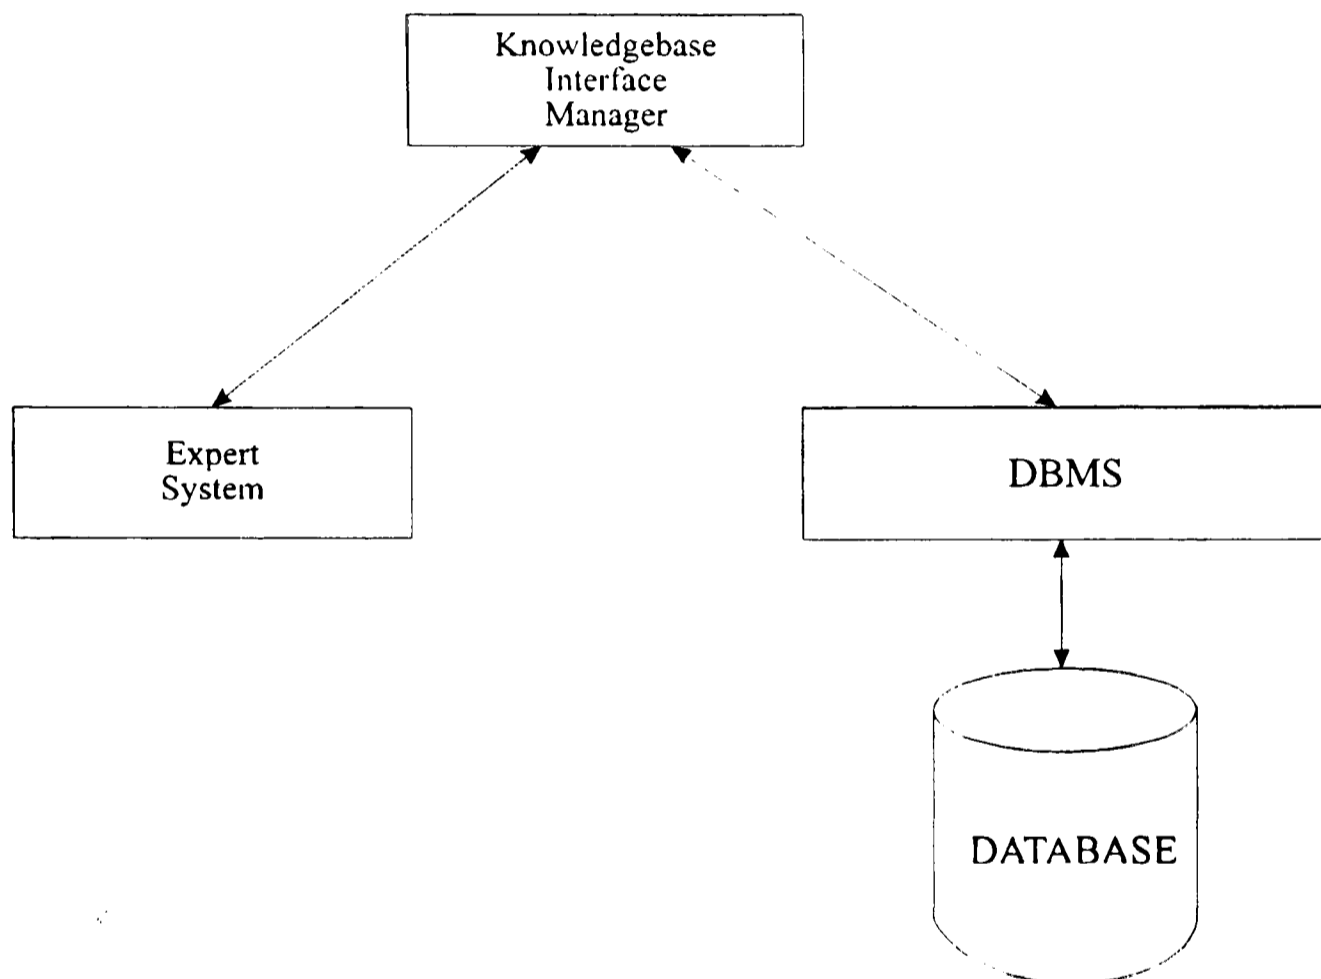 Knowledgebase
Interface
Manager
Expert
System
DBMS
DATABASE